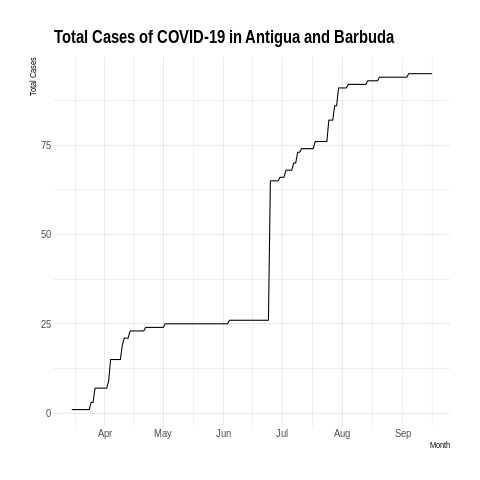 Total Cases of COVID-19 in Antigua and Barbuda
Total Cases
75
50
25
0
Apr May Jun Jul Aug Sep
Month